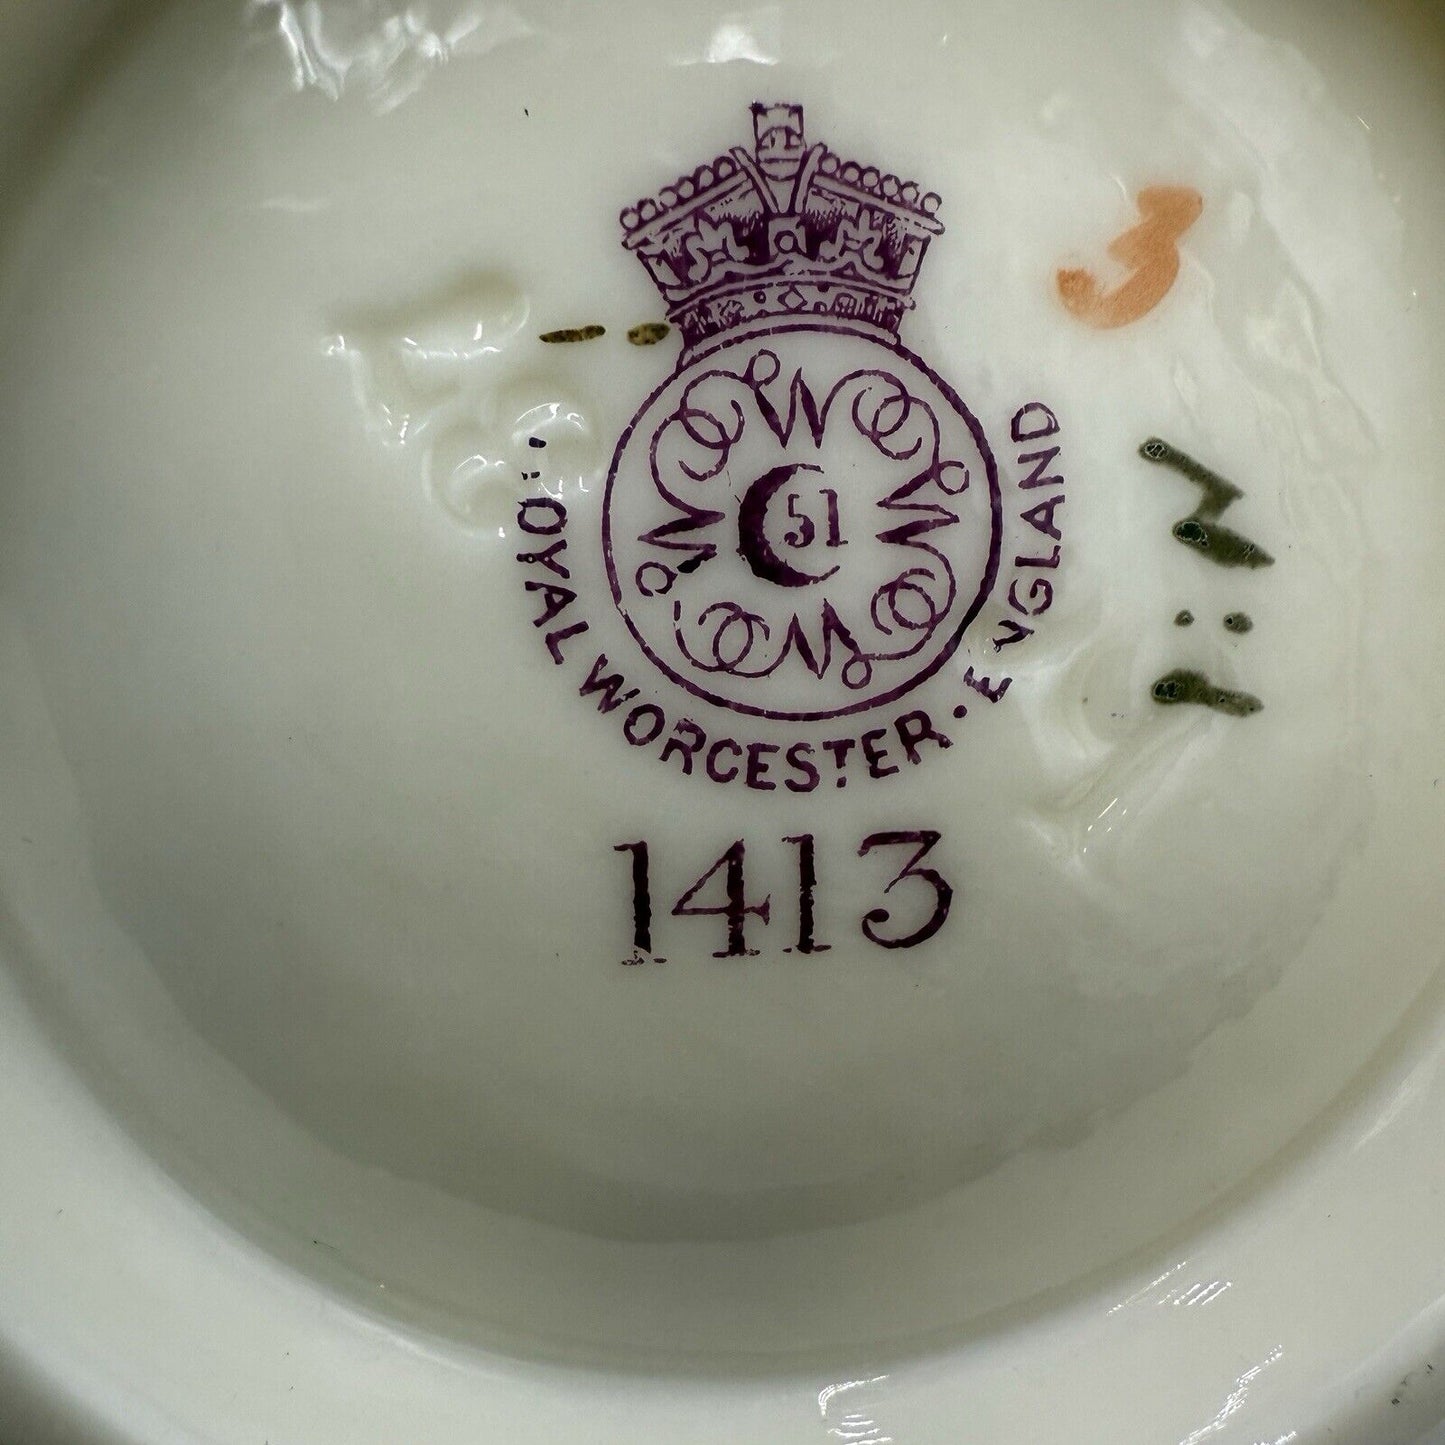 3
51
ROYAL WORCESTER · ENGLAND
1413